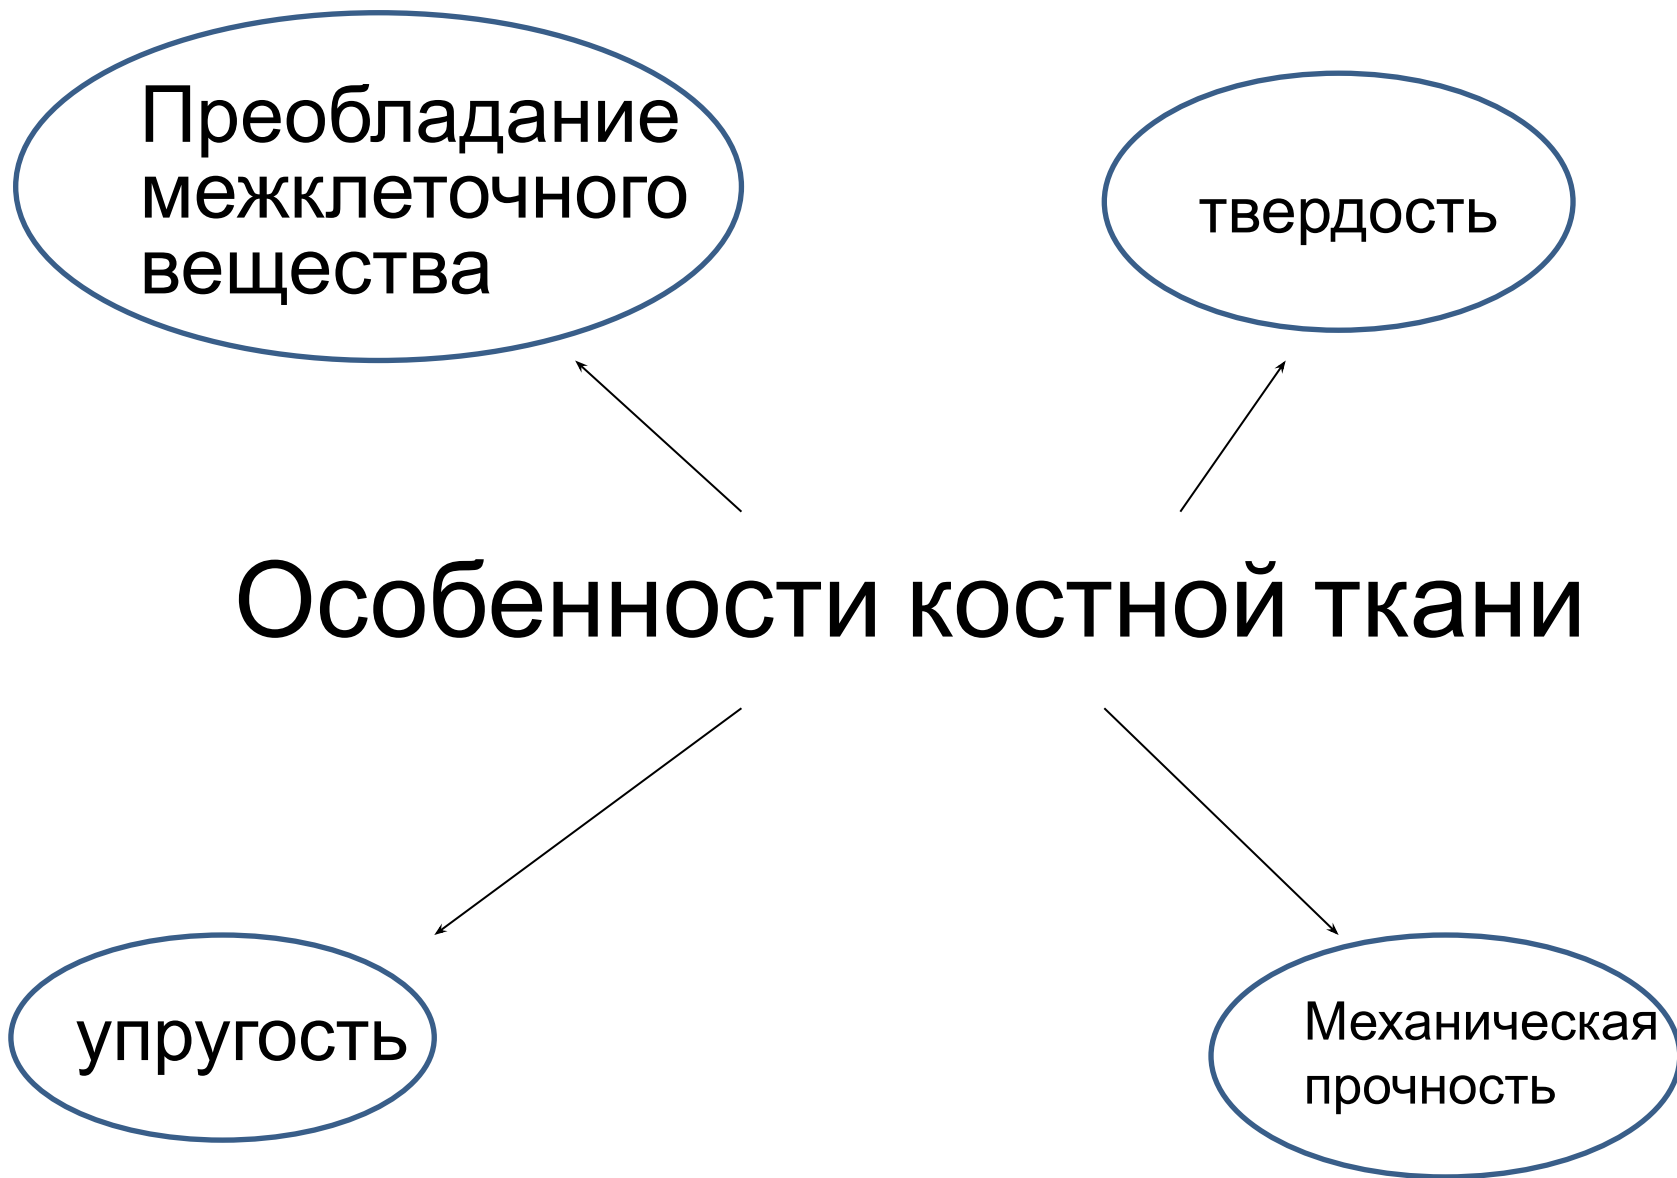 Преобладание
межклеточного
вещества
твердость
Особенности костной ткани
упругость
Механическая
прочность